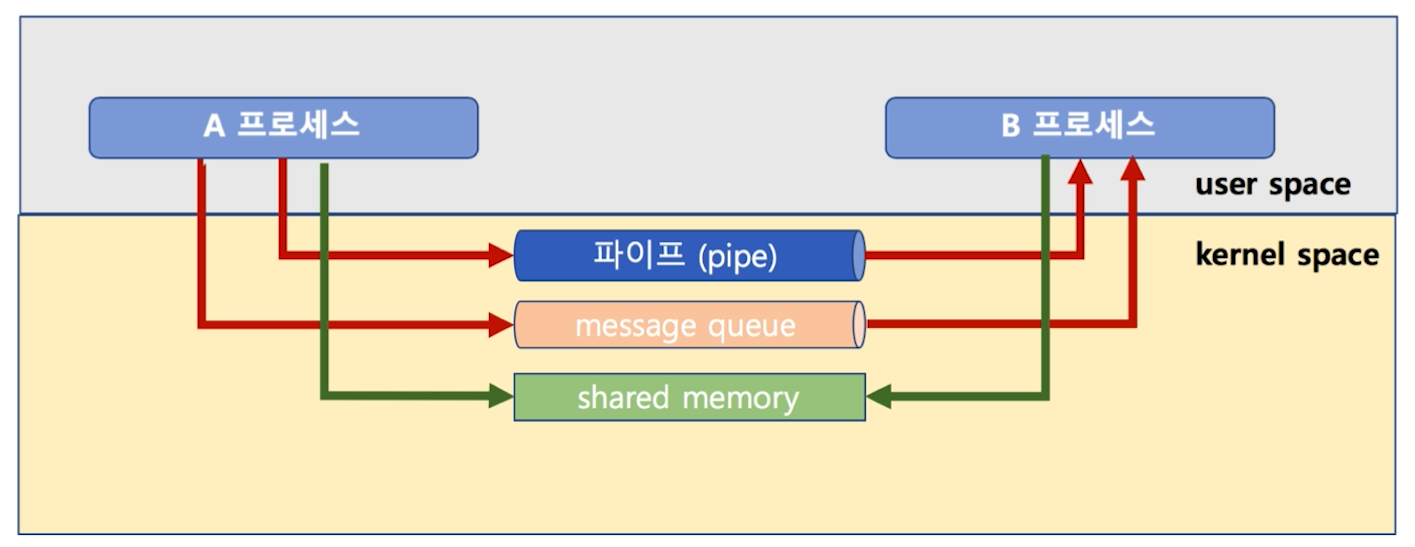 A 프로세스
B 프로세스
user space
파이프 (pipe)
kernel space
message queue
shared memory